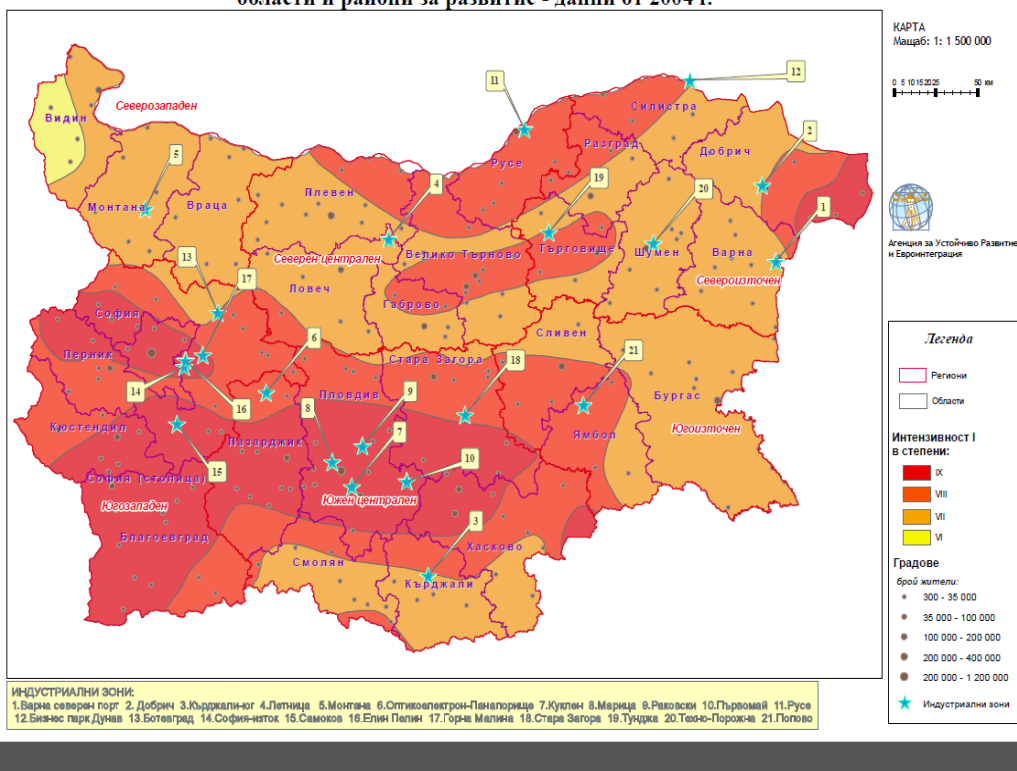 области и райони за развитие - данни от 2004 г.
КАРТА
Мащаб: 1: 1 500 000
0 5 10 15 20 25 50 км
12
11
Северозападен
Силистра
Видин
Разград
Добрич
2
5
Русе
4
19
20
Плевен
Монтана
Враца
1
13
Търговище
Велико Търново
Шумен
Варна
Северен централен
17
Североизточен
Ловеч
Габрово
София
Сливен
6
21
Перник
Стара Загора
18
9
14
16
8
Пловдив
Бургас
7
Кюстендил
Югоизточен
Пазарджик
Ямбол
10
15
София (столица)
Южен централен
Югозападен
3
Благоевград
Хасково
Смолян
Кърджали
Агенция за Устойчиво Развитие
и Евроинтеграция
Легенда
Региони
Области
Интензивност I
в степени:
IX
VIII
VII
VI
Градове
брой жители:
300 - 35 000
35 000 - 100 000
100 000 - 200 000
200 000 - 400 000
200 000 - 1 200 000
Индустриални зони
ИНДУСТРИАЛНИ ЗОНИ:
1.Варна северен порт 2. Добрич 3.Кърджали-юг 4.Летница 5.Монтана 6.Оптикоелектрон-Панагюрище 7.Куклен 8.Марица 9.Раковски 10.Първомай 11.Русе
12.Бизнес парк Дунав 13.Ботевград 14.София-изток 15.Самоков 16.Елин Пелин 17.Горна Малина 18.Стара Загора 19.Тунджа 20.Техно-Порожна 21.Попово